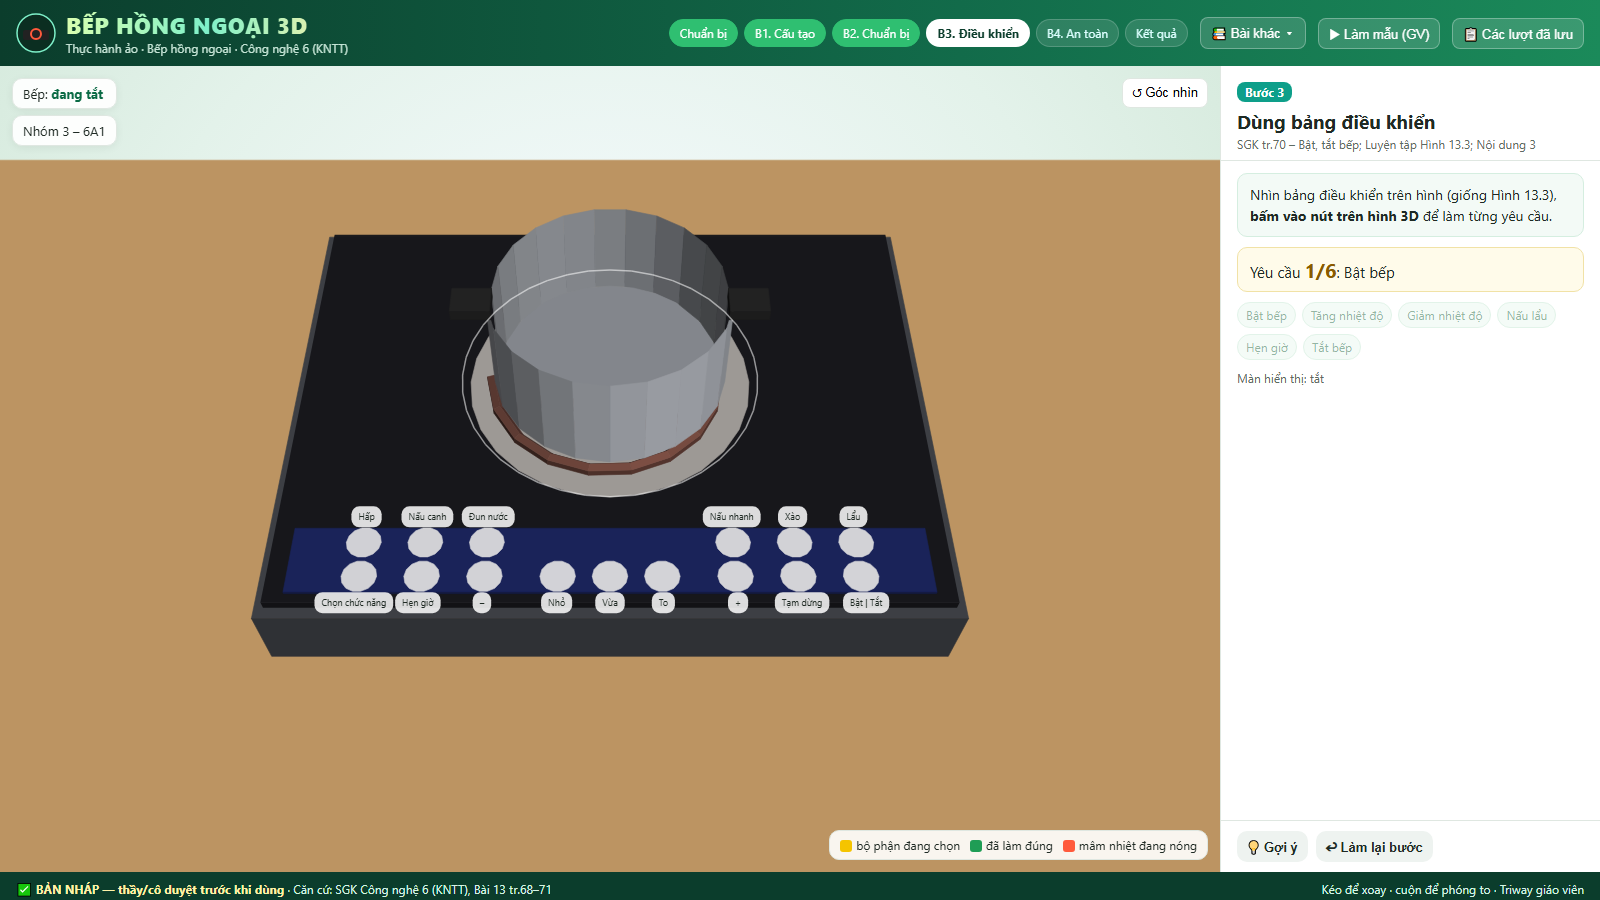 BẾP HỒNG NGOẠI 3D
Thực hành ảo · Bếp hồng ngoại · Công nghệ 6 (KNTT)
Chuẩn bị
B1. Cấu tạo
B2. Chuẩn bị
B3. Điều khiển
B4. An toàn
Kết quả
Bài khác
Làm mẫu (GV)
Các lượt đã lưu
Bếp: đang tắt
Nhóm 3 – 6A1
↺ Góc nhìn
Hấp
Nấu canh
Đun nước
Nấu nhanh
Xào
Lẩu
Chọn chức năng
Hẹn giờ
–
Nhỏ
Vừa
To
+
Tạm dừng
Bật | Tắt
bộ phận đang chọn
đã làm đúng
mâm nhiệt đang nóng
Bước 3
Dùng bảng điều khiển
SGK tr.70 – Bật, tắt bếp; Luyện tập Hình 13.3; Nội dung 3
Nhìn bảng điều khiển trên hình (giống Hình 13.3),
bấm vào nút trên hình 3D để làm từng yêu cầu.
Yêu cầu 1/6: Bật bếp
Bật bếp
Tăng nhiệt độ
Giảm nhiệt độ
Nấu lẩu
Hẹn giờ
Tắt bếp
Màn hiển thị: tắt
Gợi ý
Làm lại bước
BẢN NHÁP — thầy/cô duyệt trước khi dùng · Căn cứ: SGK Công nghệ 6 (KNTT), Bài 13 tr.68–71
Kéo để xoay · cuộn để phóng to · Triway giáo viên